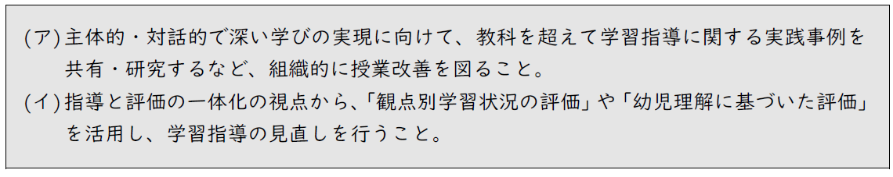 (ア)主体的・対話的で深い学びの実現に向けて、教科を超えて学習指導に関する実践事例を
共有・研究するなど、組織的に授業改善を図ること。
(イ)指導と評価の一体化の視点から、「観点別学習状況の評価」や「幼児理解に基づいた評価」
を活用し、学習指導の見直しを行うこと。